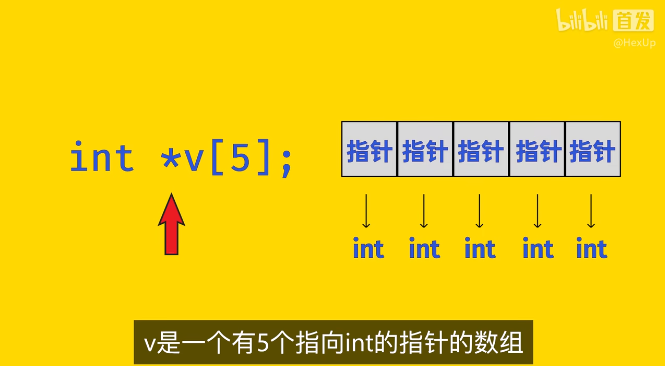 bilibili 首发
@HexUp
int *v[5];
指针 指针 指针 指针 指针
int int int int int
v是一个有5个指向int的指针的数组